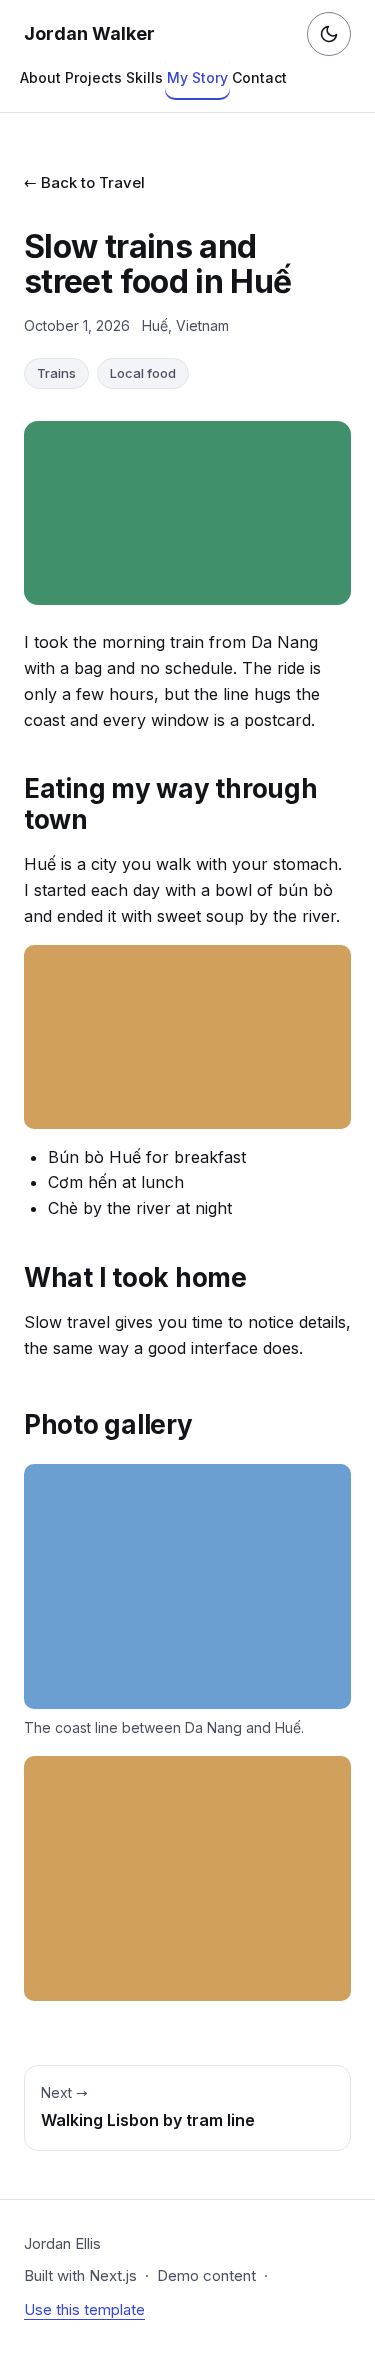 Jordan Walker
About Projects Skills My Story Contact
← Back to Travel
Slow trains and
street food in Huế
October 1, 2026 Huế, Vietnam
Trains Local food
I took the morning train from Da Nang
with a bag and no schedule. The ride is
only a few hours, but the line hugs the
coast and every window is a postcard.
Eating my way through
town
Huế is a city you walk with your stomach.
I started each day with a bowl of bún bò
and ended it with sweet soup by the river.
• Bún bò Huế for breakfast
• Cơm hến at lunch
• Chè by the river at night
What I took home
Slow travel gives you time to notice details,
the same way a good interface does.
Photo gallery
The coast line between Da Nang and Huế.
Next →
Walking Lisbon by tram line
Jordan Ellis
Built with Next.js · Demo content ·
Use this template